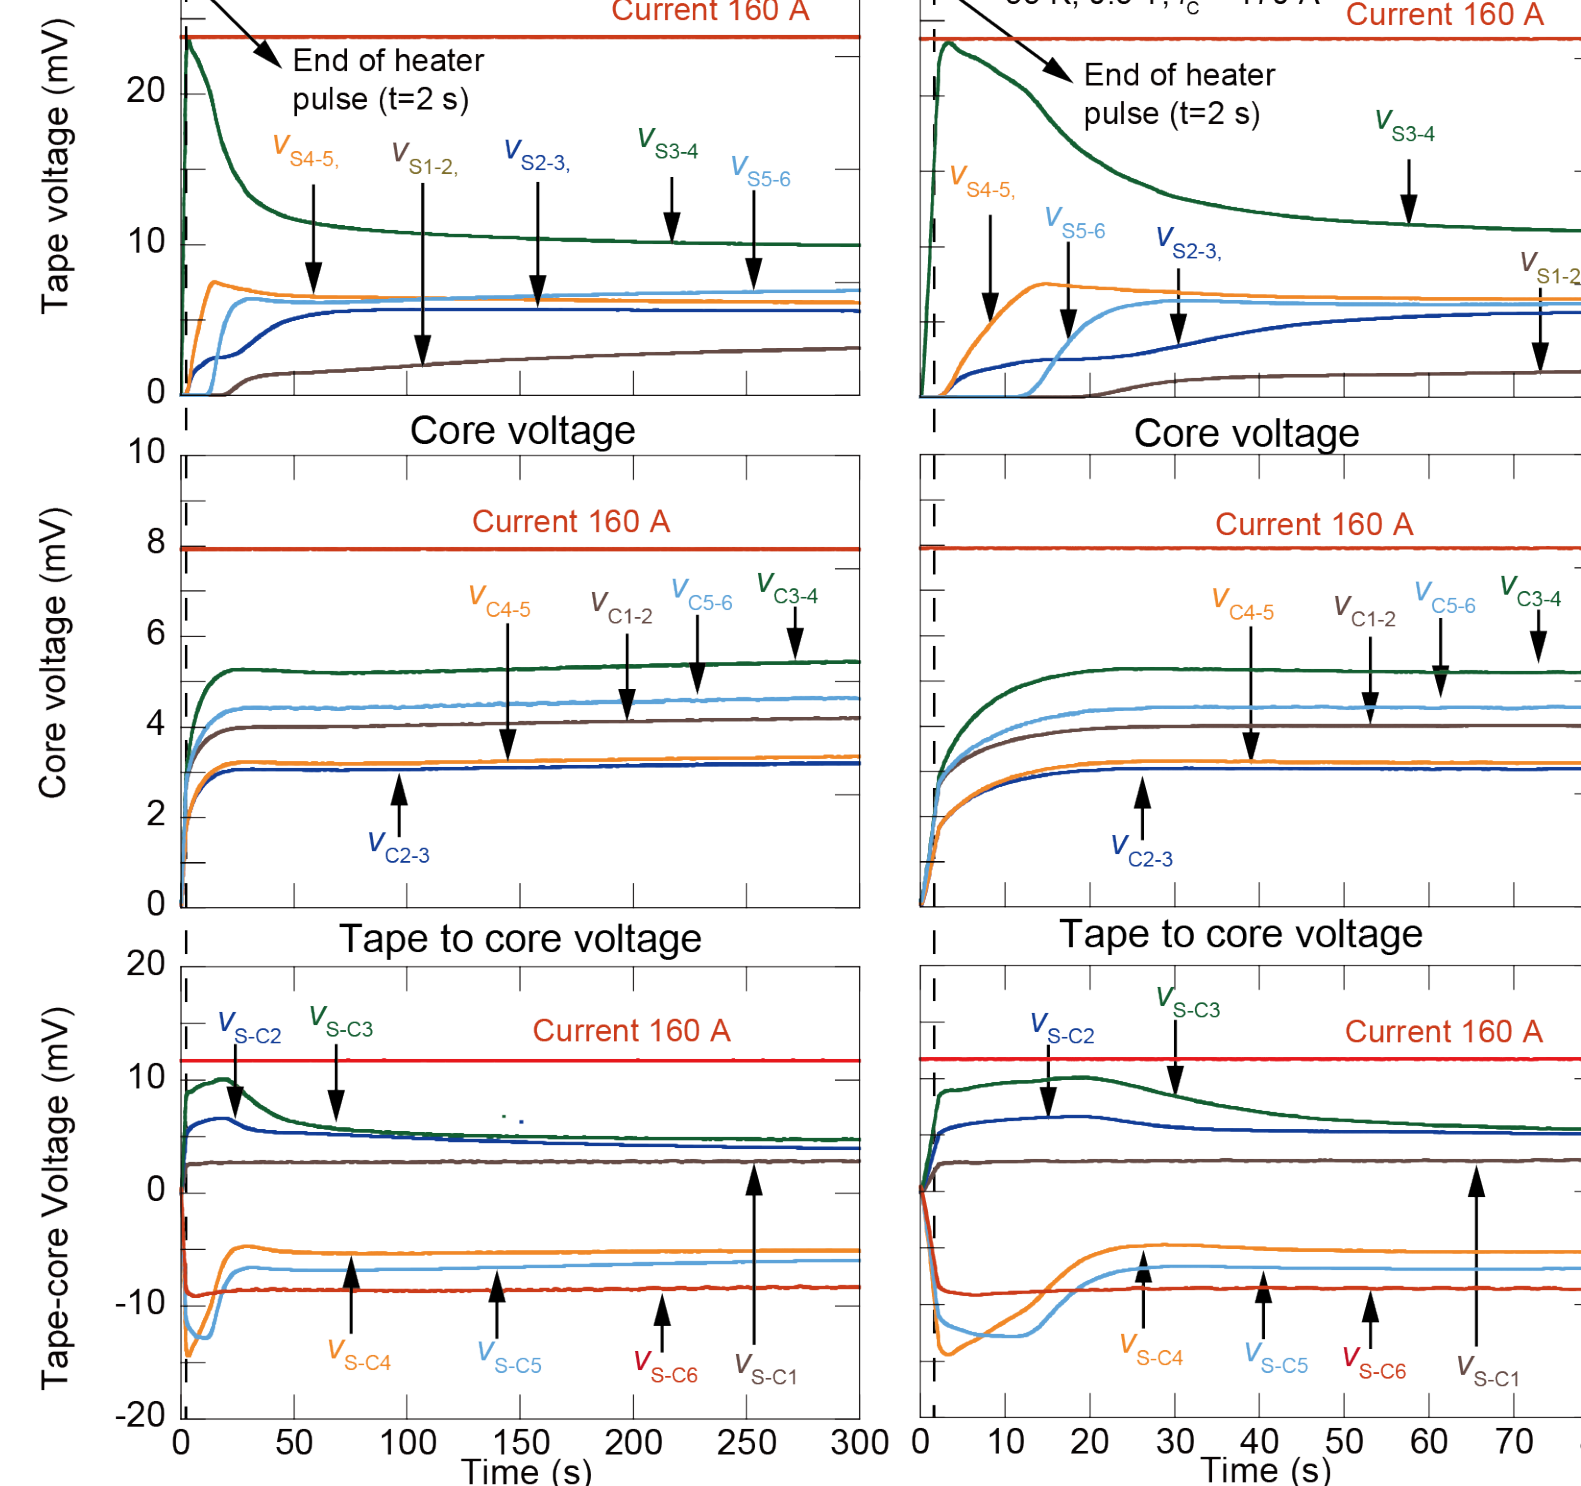 Current 160 A
Current 160 A
End of heater
pulse (t=2 s)
End of heater
pulse (t=2 s)
Tape voltage (mV)
20
10
0
vS4-5,
vS1-2,
vS2-3,
vS3-4
vS5-6
vS4-5,
vS5-6
vS2-3,
vS3-4
vS1-2
Core voltage
Core voltage
Core voltage (mV)
10
8
6
4
2
0
Current 160 A
Current 160 A
vC4-5
vC1-2
vC5-6
vC3-4
vC2-3
vC4-5
vC1-2
vC5-6
vC3-4
vC2-3
Tape to core voltage
Tape to core voltage
Tape-core Voltage (mV)
20
10
0
-10
-20
vS-C2
vS-C3
Current 160 A
vS-C2
vS-C3
Current 160 A
vS-C4
vS-C5
vS-C6
vS-C1
vS-C4
vS-C5
vS-C6
vS-C1
0 50 100 150 200 250 300
0 10 20 30 40 50 60 70
Time (s)
Time (s)